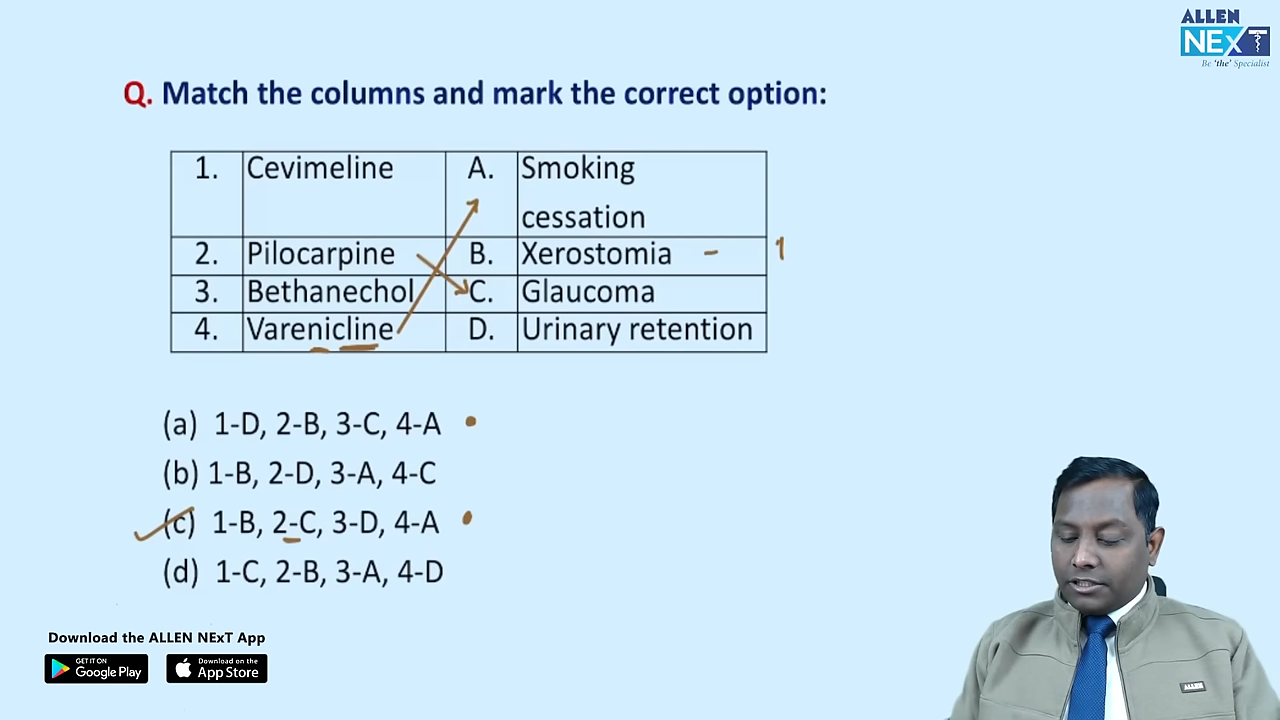 ALLEN
NExT
Be 'the' Specialist
Q. Match the columns and mark the correct option:
1. Cevimeline A. Smoking cessation
2. Pilocarpine B. Xerostomia - 1
3. Bethanechol C. Glaucoma
4. Varenicline D. Urinary retention
(a) 1-D, 2-B, 3-C, 4-A
(b) 1-B, 2-D, 3-A, 4-C
(c) 1-B, 2-C, 3-D, 4-A
(d) 1-C, 2-B, 3-A, 4-D
Download the ALLEN NExT App
GET IT ON Google Play
Download on the App Store
ALLEN